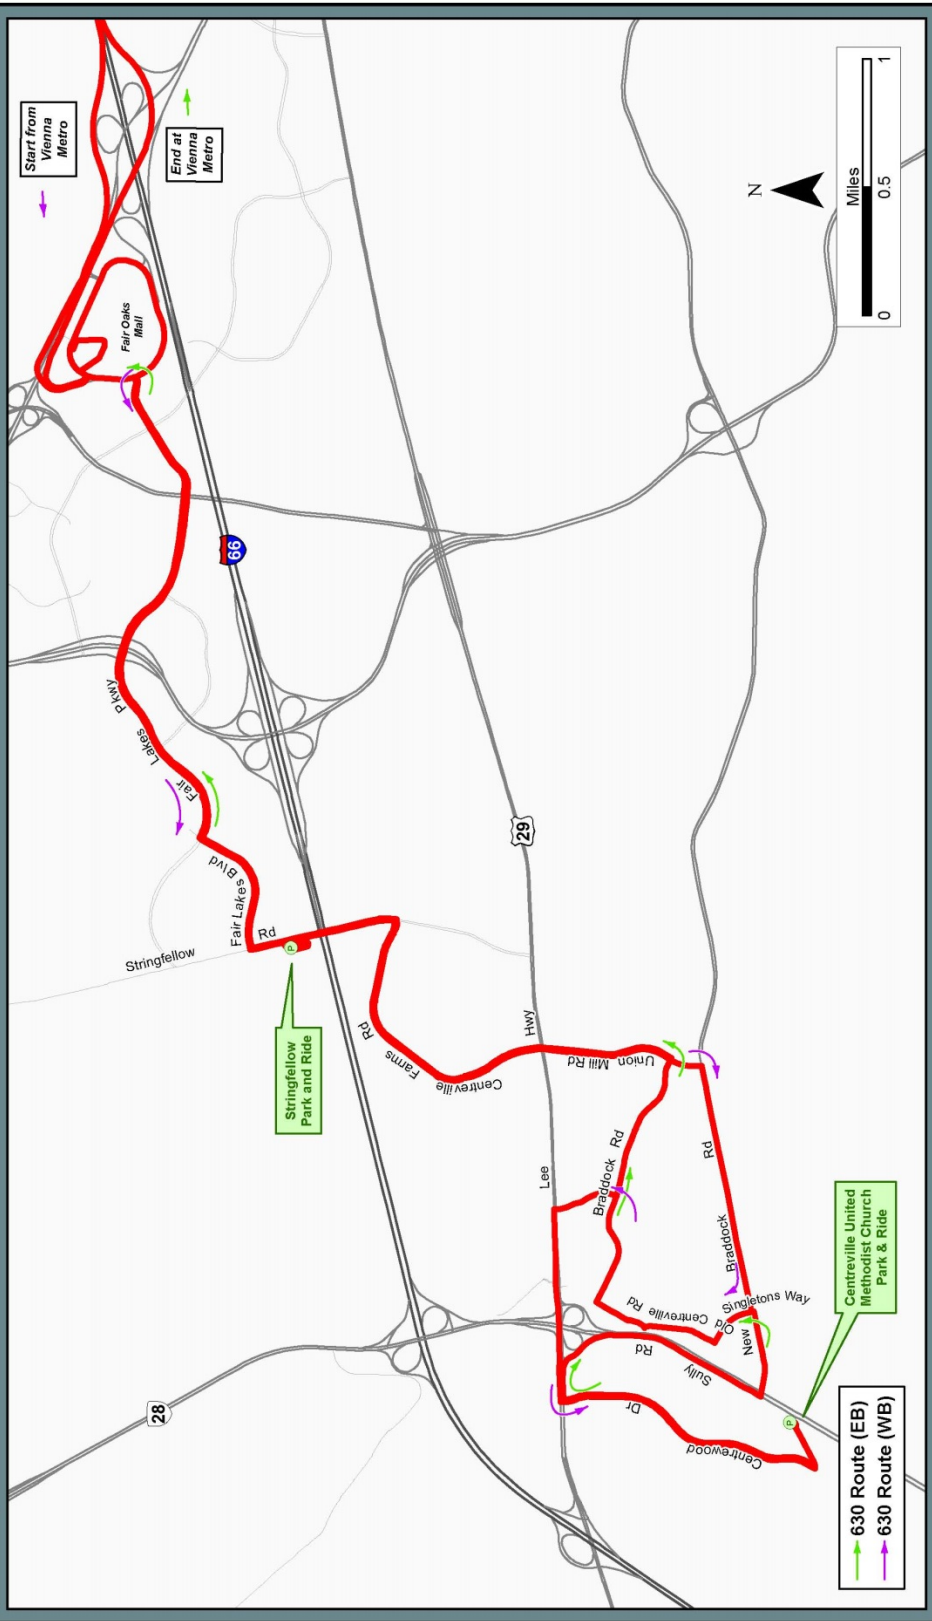 Start from
Vienna
Metro
End at
Vienna
Metro
Fair Oaks
Mall
66
Fair
Lakes
Pkwy
Fair Lakes Blvd
Stringfellow
Rd
P
Stringfellow
Park and Ride
Centreville
Farms
Rd
29
Lee
Hwy
Union Mill Rd
Braddock
Rd
Braddock
Rd
New
Singletons Way
Old Centreville Rd
Sully
Rd
Centrewood
Dr
28
P
Centreville United
Methodist Church
Park & Ride
N
Miles
0
0.5
1
630 Route (EB)
630 Route (WB)